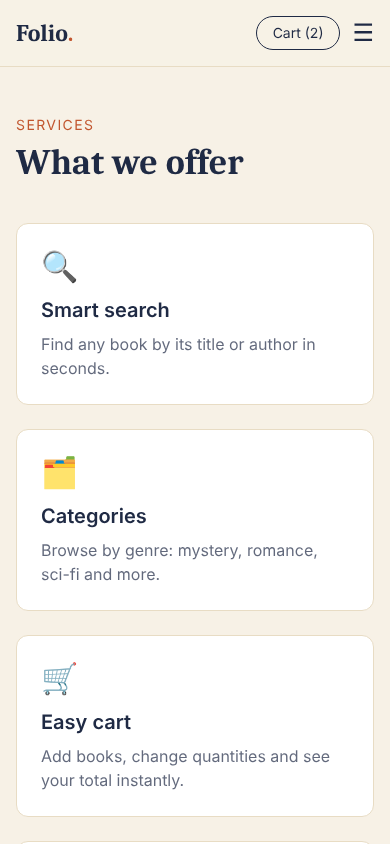 Folio.
Cart (2)
SERVICES
What we offer
Smart search
Find any book by its title or author in
seconds.
Categories
Browse by genre: mystery, romance,
sci-fi and more.
Easy cart
Add books, change quantities and see
your total instantly.